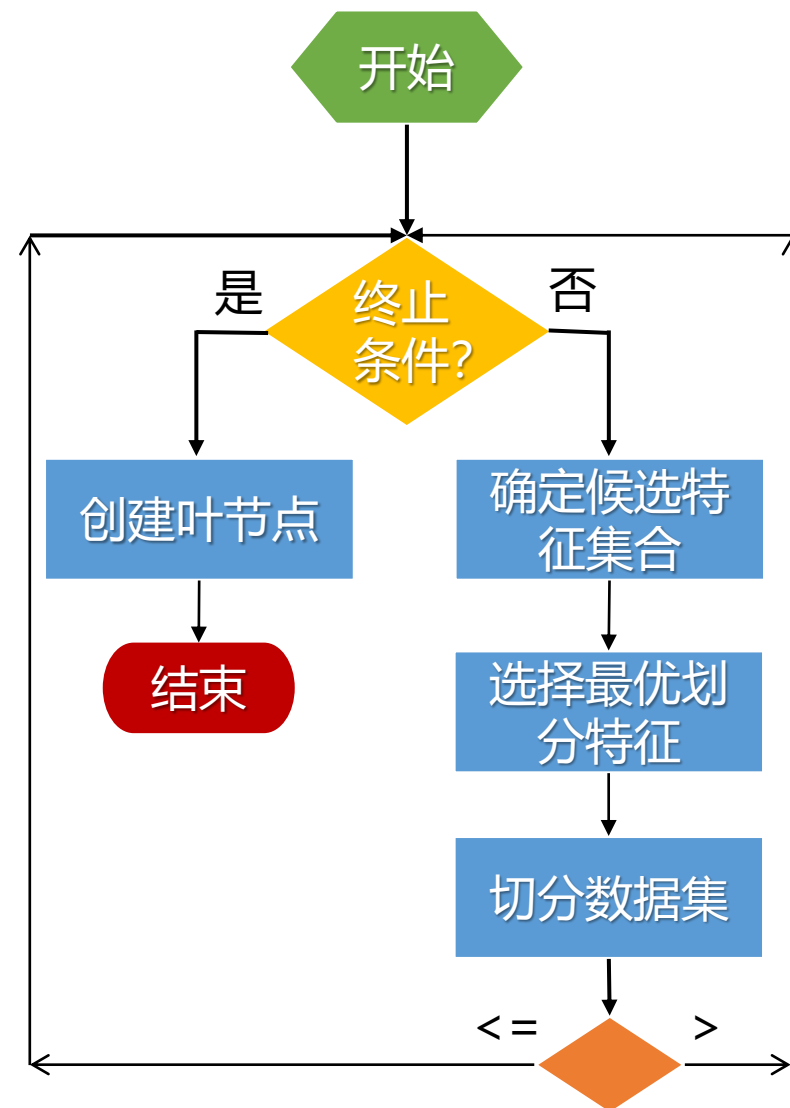 开始
是
否
终止
条件?
创建叶节点
确定候选特
征集合
结束
选择最优划
分特征
切分数据集
<=
>